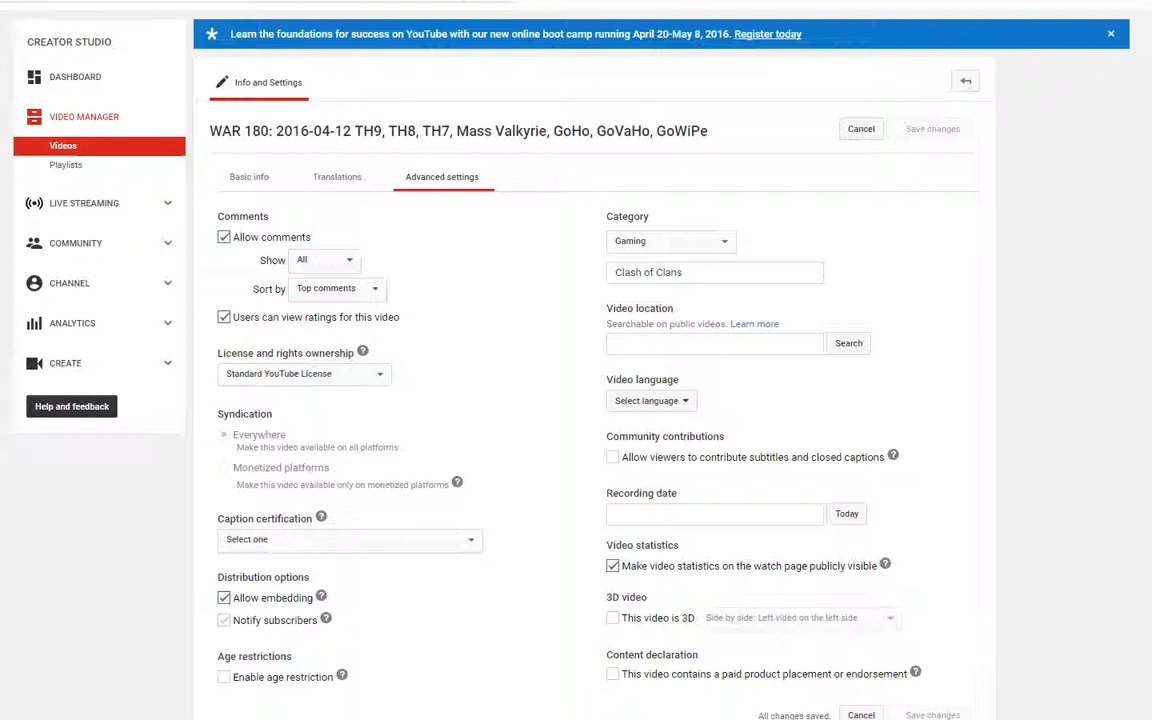 CREATOR STUDIO
Learn the foundations for success on YouTube with our new online boot camp running April 20-May 8, 2016. Register today
DASHBOARD
VIDEO MANAGER
Videos
Playlists
LIVE STREAMING
COMMUNITY
CHANNEL
ANALYTICS
CREATE
Help and feedback
Info and Settings
WAR 180: 2016-04-12 TH9, TH8, TH7, Mass Valkyrie, GoHo, GoVaHo, GoWiPe
Cancel
Save changes
Basic info
Translations
Advanced settings
Comments
Allow comments
Show All
Sort by Top comments
Users can view ratings for this video
License and rights ownership ?
Standard YouTube License
Syndication
Everywhere
Make this video available on all platforms
Monetized platforms
Make this video available only on monetized platforms ?
Caption certification ?
Select one
Distribution options
Allow embedding ?
Notify subscribers ?
Age restrictions
Enable age restriction ?
Category
Gaming
Clash of Clans
Video location
Searchable on public videos. Learn more
Search
Video language
Select language
Community contributions
Allow viewers to contribute subtitles and closed captions ?
Recording date
Today
Video statistics
Make video statistics on the watch page publicly visible ?
3D video
This video is 3D Side by side: Left video on the left side
Content declaration
This video contains a paid product placement or endorsement ?
All changes saved. Cancel Save changes